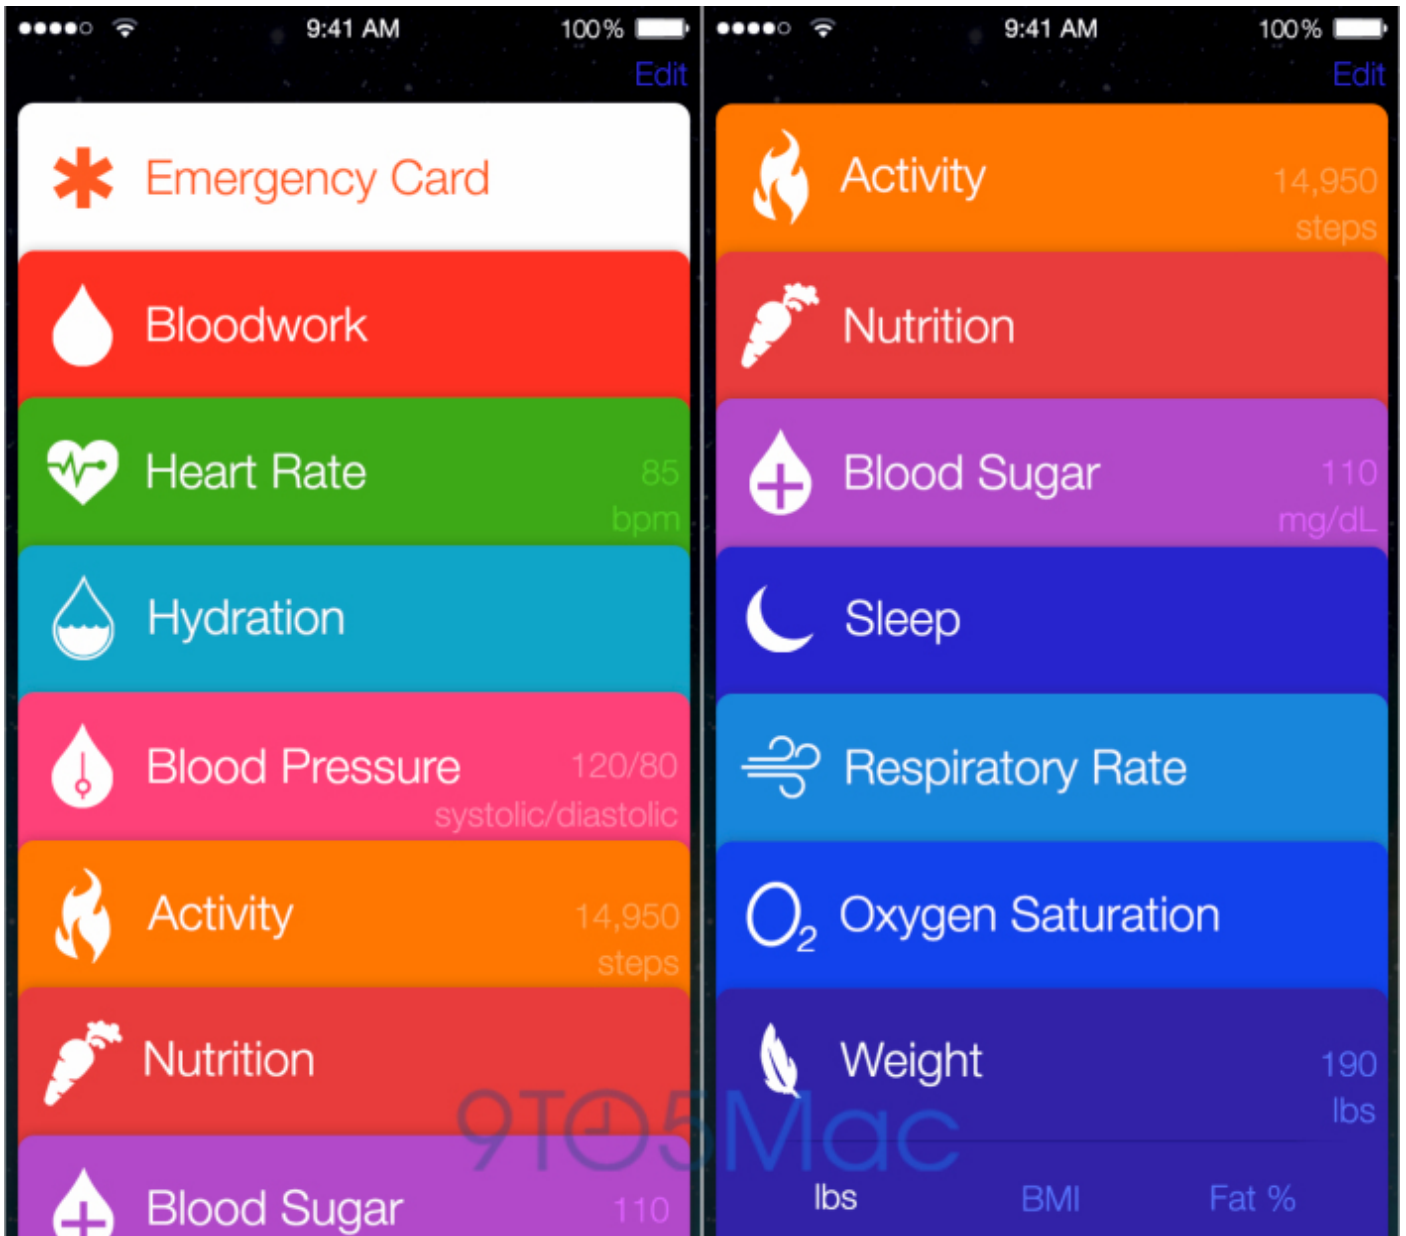 9:41 AM
100%
Edit
Emergency Card
Bloodwork
Heart Rate
85
bpm
Hydration
Blood Pressure
120/80
systolic/diastolic
Activity
14,950
steps
Nutrition
Blood Sugar
110
9:41 AM
100%
Edit
Activity
14,950
steps
Nutrition
Blood Sugar
110
mg/dL
Sleep
Respiratory Rate
O2
Oxygen Saturation
Weight
190
lbs
lbs
BMI
Fat %
9TO5Mac